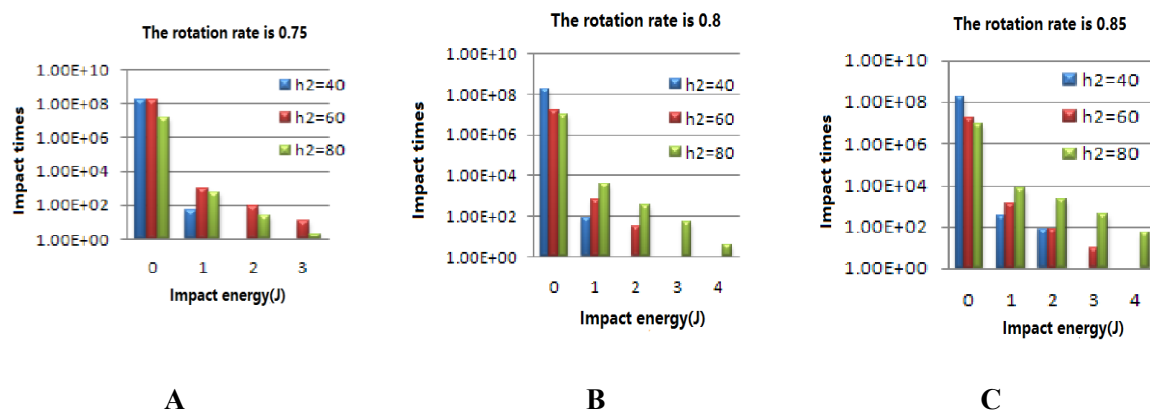 The rotation rate is 0.75
1.00E+10
1.00E+08
1.00E+06
1.00E+04
1.00E+02
1.00E+00
Impact times
h2=40
h2=60
h2=80
0 1 2 3
Impact energy(J)
A
The rotation rate is 0.8
1.00E+10
1.00E+08
1.00E+06
1.00E+04
1.00E+02
1.00E+00
Impact times
h2=40
h2=60
h2=80
0 1 2 3 4
Impact energy(J)
B
The rotation rate is 0.85
1.00E+10
1.00E+08
1.00E+06
1.00E+04
1.00E+02
1.00E+00
Impact times
h2=40
h2=60
h2=80
0 1 2 3 4
Impact energy(J)
C